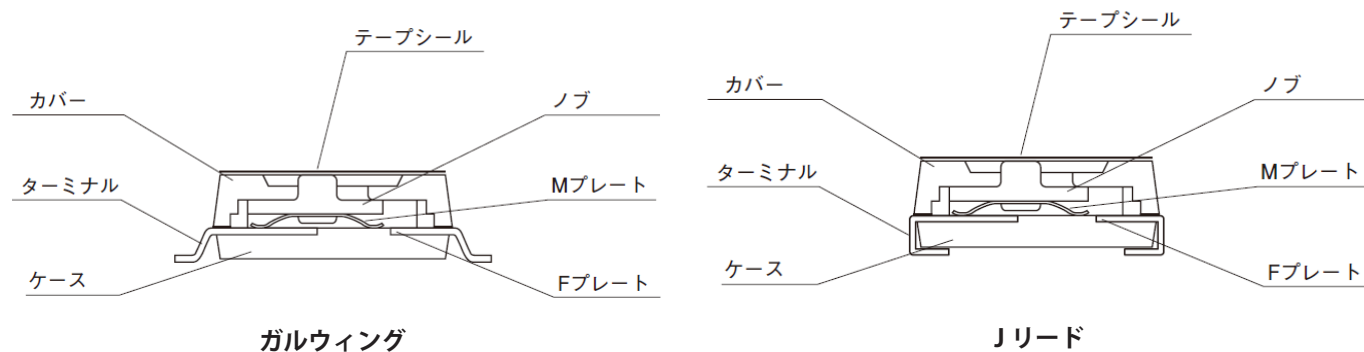 テープシール
カバー
ノブ
ターミナル
Mプレート
ケース
Fプレート
ガルウィング
テープシール
カバー
ノブ
ターミナル
Mプレート
ケース
Fプレート
Jリード